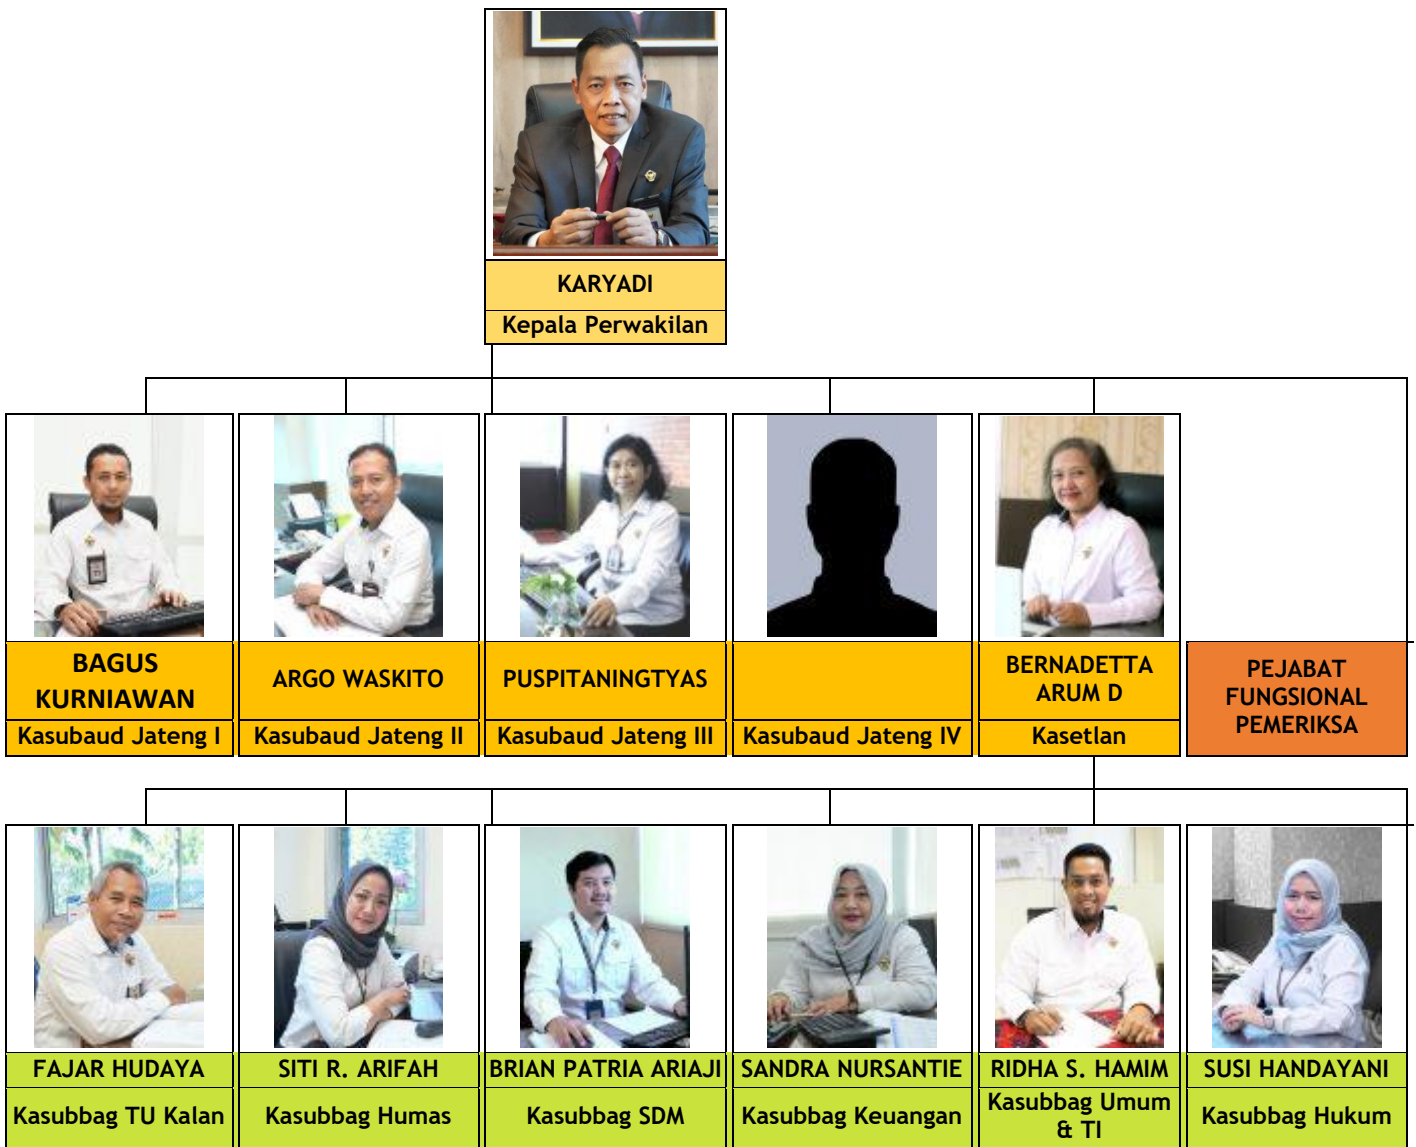 KARYADI
Kepala Perwakilan
BAGUS
KURNIAWAN
Kasubaud Jateng I
ARGO WASKITO
Kasubaud Jateng II
PUSPITANINGTYAS
Kasubaud Jateng III
Kasubaud Jateng IV
BERNADETTA
ARUM D
Kasetlan
PEJABAT
FUNGSIONAL
PEMERIKSA
FAJAR HUDAYA
Kasubbag TU Kalan
SITI R. ARIFAH
Kasubbag Humas
BRIAN PATRIA ARIAJI
Kasubbag SDM
SANDRA NURSANTIE
Kasubbag Keuangan
RIDHA S. HAMIM
Kasubbag Umum
& TI
SUSI HANDAYANI
Kasubbag Hukum